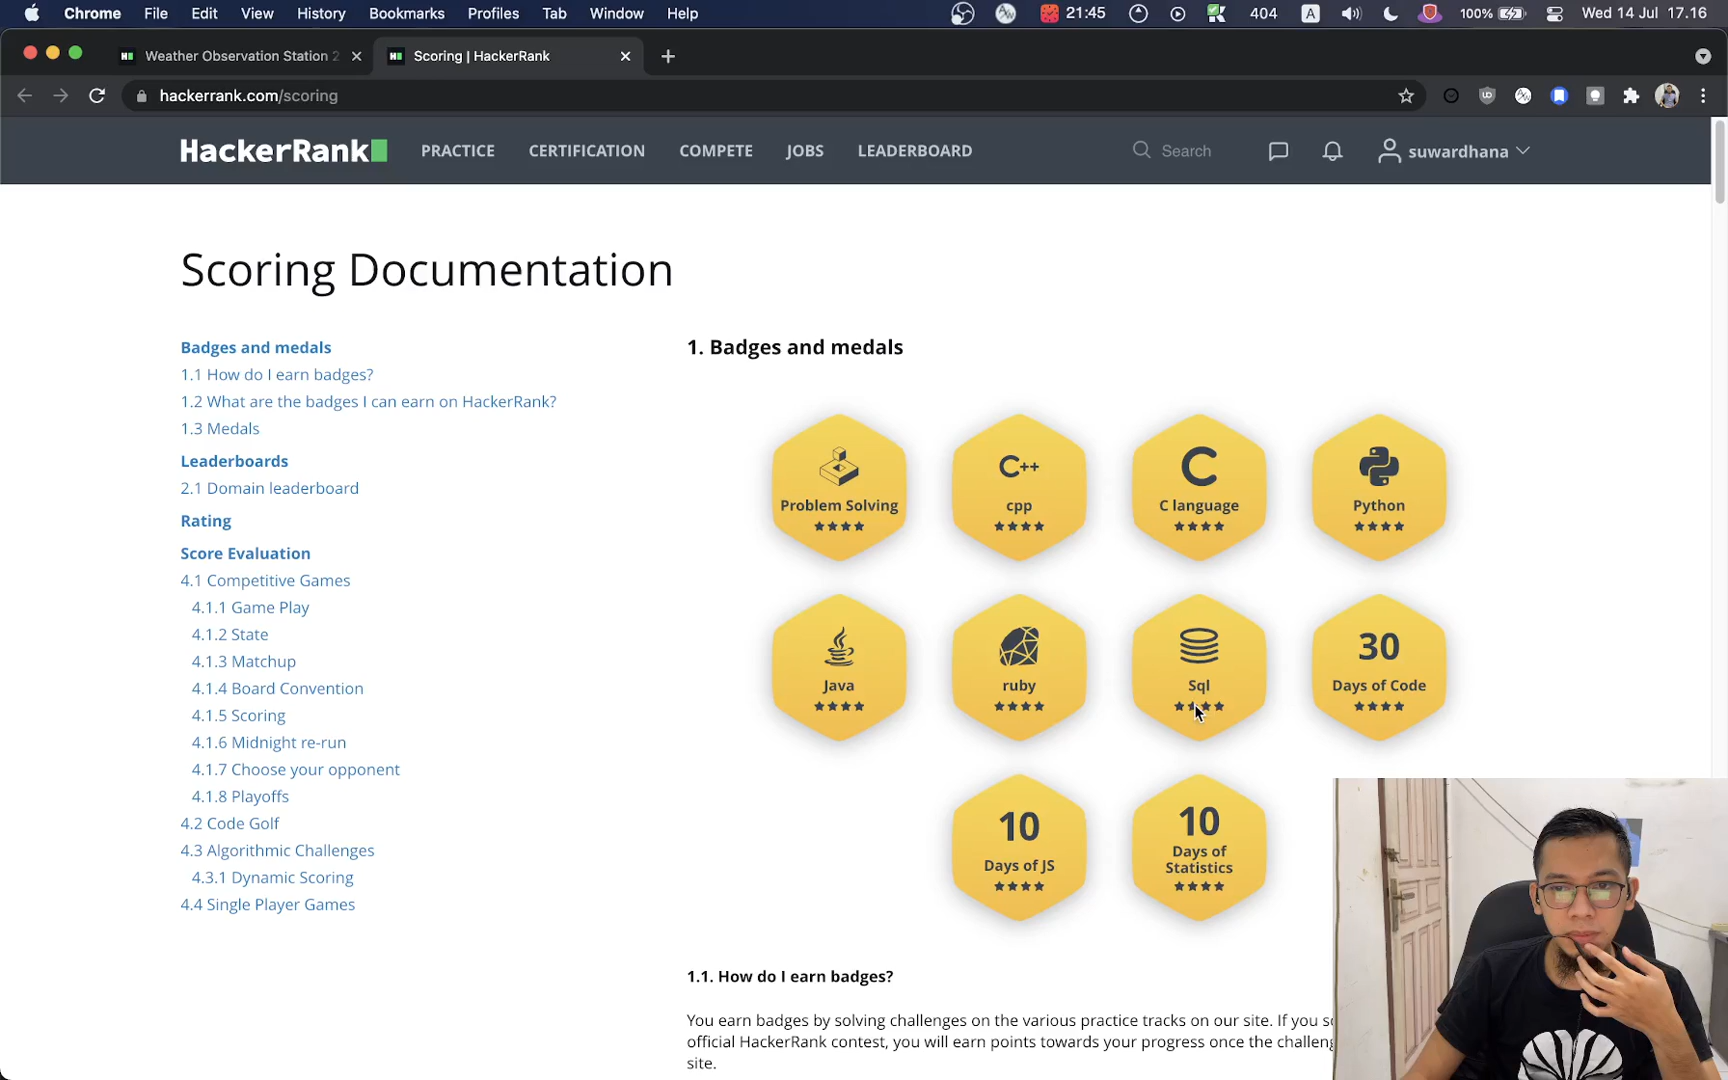 Chrome File Edit View History Bookmarks Profiles Tab Window Help 21:45 404 A 100% Wed 14 Jul 17.16
Weather Observation Station 2 Scoring | HackerRank
hackerrank.com/scoring
HackerRank PRACTICE CERTIFICATION COMPETE JOBS LEADERBOARD Search suwardhana
Scoring Documentation
Badges and medals
1.1 How do I earn badges?
1.2 What are the badges I can earn on HackerRank?
1.3 Medals
Leaderboards
2.1 Domain leaderboard
Rating
Score Evaluation
4.1 Competitive Games
4.1.1 Game Play
4.1.2 State
4.1.3 Matchup
4.1.4 Board Convention
4.1.5 Scoring
4.1.6 Midnight re-run
4.1.7 Choose your opponent
4.1.8 Playoffs
4.2 Code Golf
4.3 Algorithmic Challenges
4.3.1 Dynamic Scoring
4.4 Single Player Games
1. Badges and medals
Problem Solving
C++
cpp
C
C language
Python
Java
ruby
Sql
30
Days of Code
10
Days of JS
10
Days of
Statistics
1.1. How do I earn badges?
You earn badges by solving challenges on the various practice tracks on our site. If you
official HackerRank contest, you will earn points towards your progress once the
site.